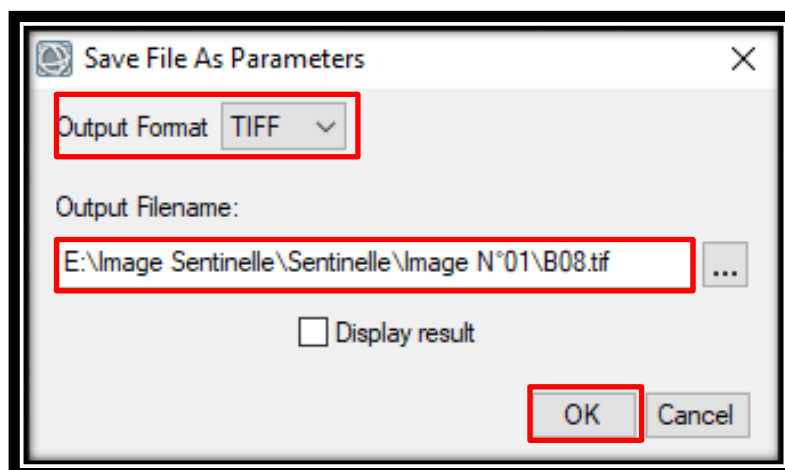 Save File As Parameters
Output Format TIFF
Output Filename:
E:\Image Sentinelle\Sentinelle\Image N°01\B08.tif ...
Display result
OK Cancel